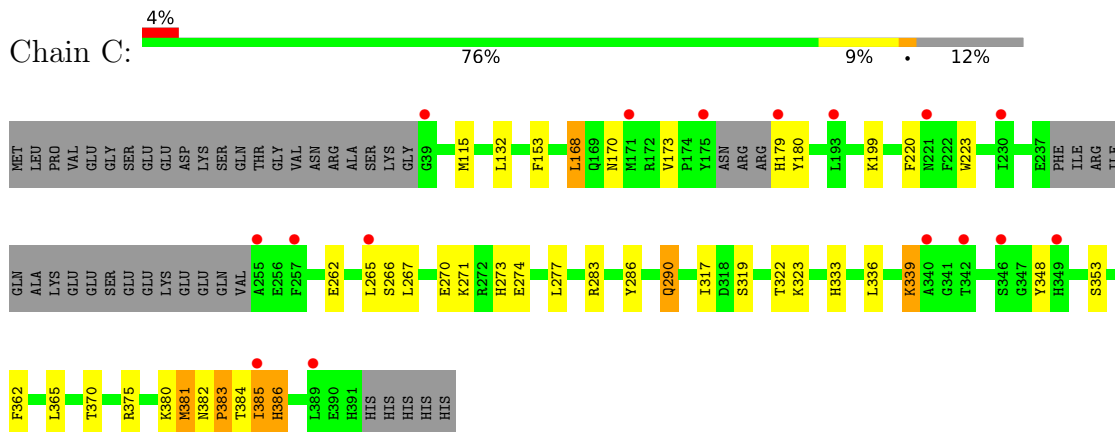 4%
Chain C:
76% 9% • 12%
MET LEU PRO VAL GLU GLY SER GLU GLU ASP LYS SER GLN THR GLY VAL ASN ARG ALA SER LYS GLY G39 M115 L132 F153 L168 Q169 N170 M171 R172 V173 P174 Y175 ASN ARG ARG H179 Y180 L193 K199 F220 N221 F222 W223 I230 E237 PHE ILE ARG ILE
GLN ALA LYS GLU GLU SER GLU GLU LYS GLU GLU GLN VAL A255 E256 F257 E262 L265 S266 L267 E270 K271 R272 H273 E274 L277 R283 Y286 Q290 I317 D318 S319 T322 K323 H333 L336 K339 A340 G341 T342 S346 G347 Y348 H349 S353
F362 L365 T370 R375 K380 M381 N382 P383 T384 I385 H386 L389 E390 H391 HIS HIS HIS HIS HIS